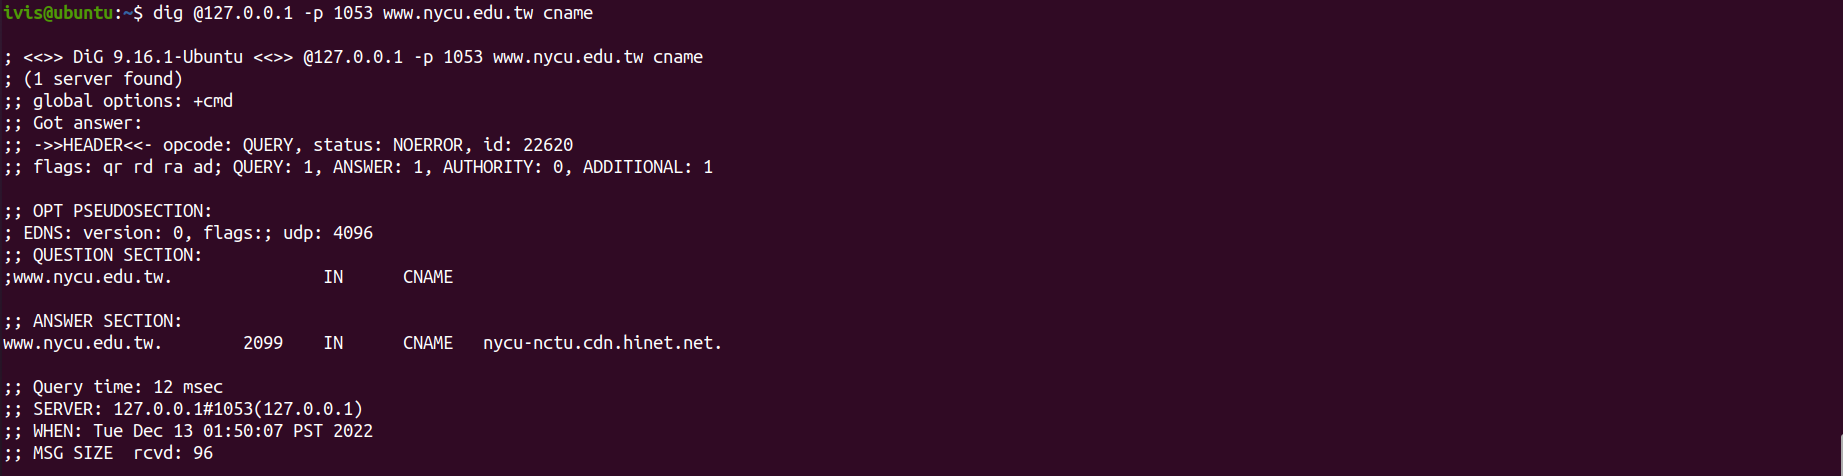 ivis@ubuntu:~$ dig @127.0.0.1 -p 1053 www.nycu.edu.tw cname
; <<>> DiG 9.16.1-Ubuntu <<>> @127.0.0.1 -p 1053 www.nycu.edu.tw cname
; (1 server found)
;; global options: +cmd
;; Got answer:
;; ->>HEADER<<- opcode: QUERY, status: NOERROR, id: 22620
;; flags: qr rd ra ad; QUERY: 1, ANSWER: 1, AUTHORITY: 0, ADDITIONAL: 1
;; OPT PSEUDOSECTION:
; EDNS: version: 0, flags:; udp: 4096
;; QUESTION SECTION:
;www.nycu.edu.tw. IN CNAME
;; ANSWER SECTION:
www.nycu.edu.tw. 2099 IN CNAME nycu-nctu.cdn.hinet.net.
;; Query time: 12 msec
;; SERVER: 127.0.0.1#1053(127.0.0.1)
;; WHEN: Tue Dec 13 01:50:07 PST 2022
;; MSG SIZE  rcvd: 96